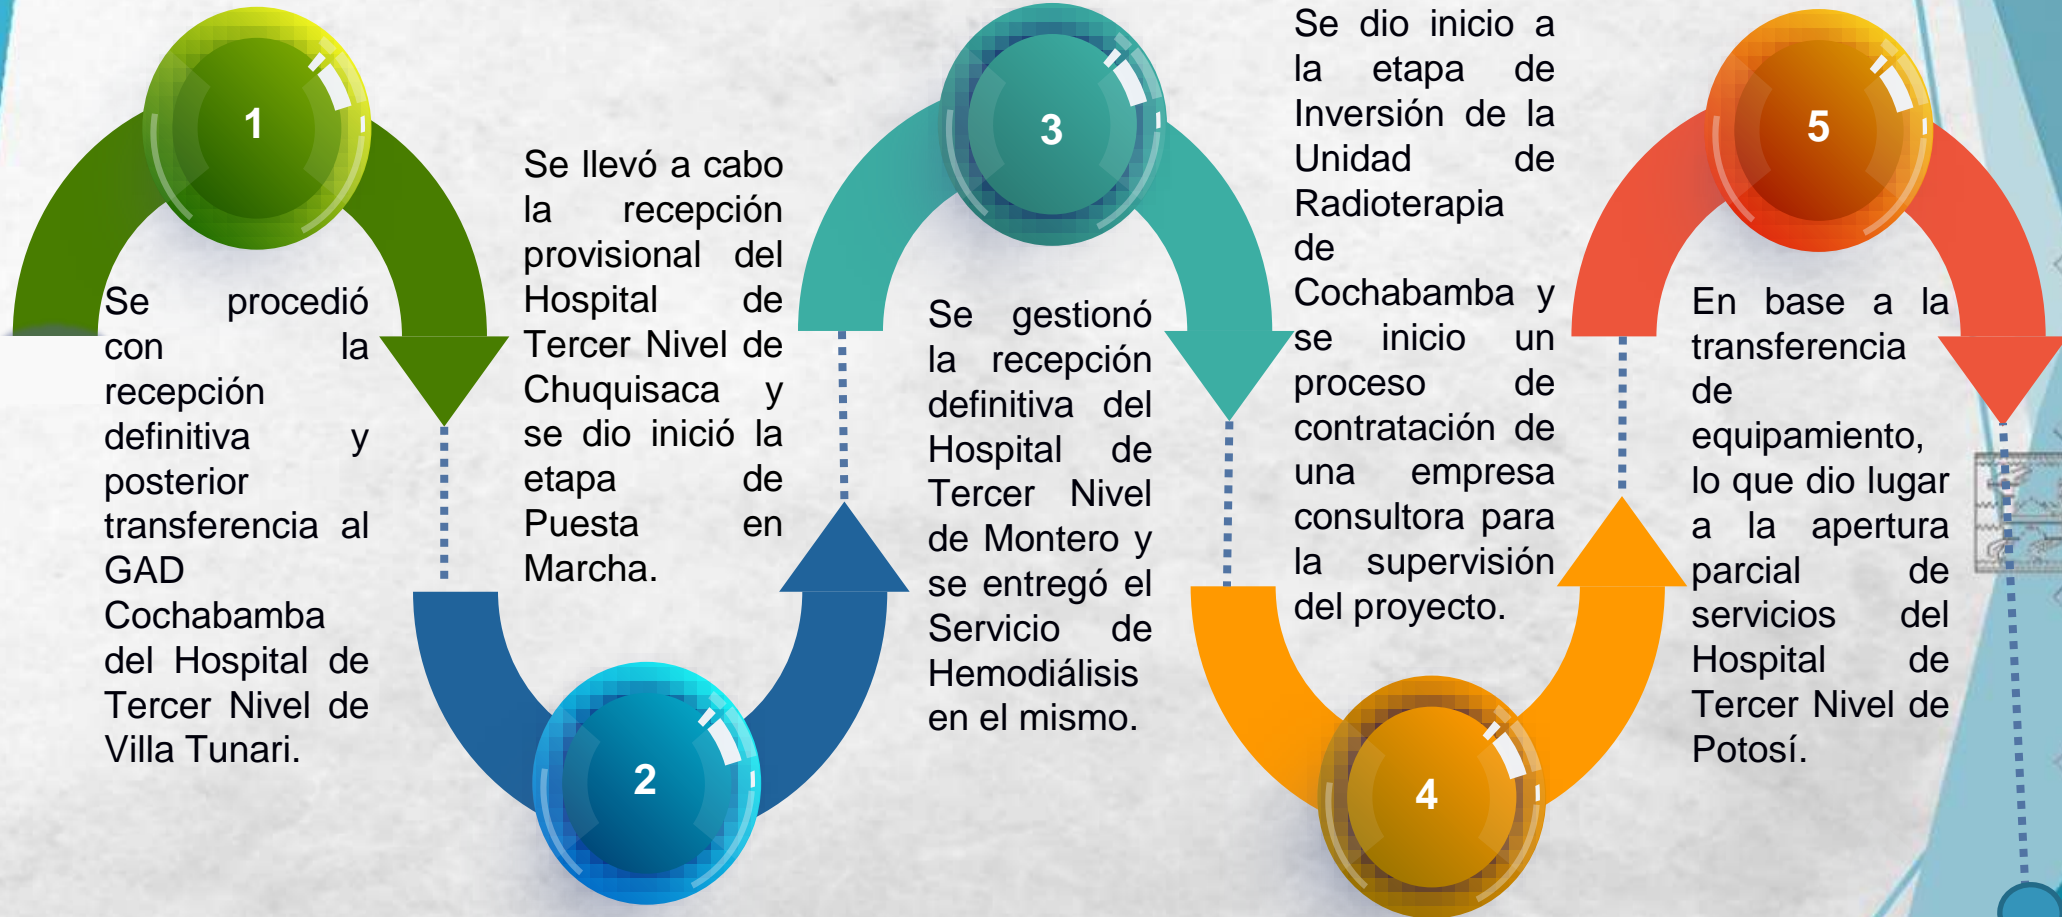 1
Se procedió
con la
recepción
definitiva y
posterior
transferencia al
GAD
Cochabamba
del Hospital de
Tercer Nivel de
Villa Tunari.
2
Se llevó a cabo
la recepción
provisional del
Hospital de
Tercer Nivel de
Chuquisaca y
se dio inició la
etapa de
Puesta en
Marcha.
3
Se gestionó
la recepción
definitiva del
Hospital de
Tercer Nivel
de Montero y
se entregó el
Servicio de
Hemodiálisis
en el mismo.
4
Se dio inicio a
la etapa de
Inversión de la
Unidad de
Radioterapia
de
Cochabamba y
se inicio un
proceso de
contratación de
una empresa
consultora para
la supervisión
del proyecto.
5
En base a la
transferencia
de
equipamiento,
lo que dio lugar
a la apertura
parcial de
servicios del
Hospital de
Tercer Nivel de
Potosí.